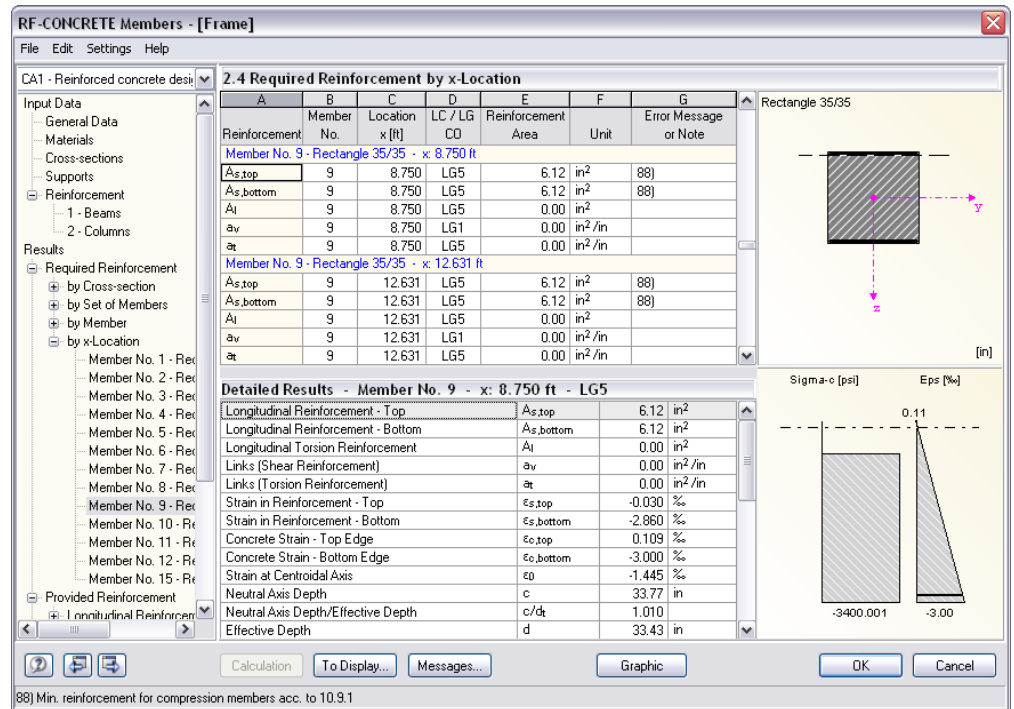 RF-CONCRETE Members - [Frame]
File Edit Settings Help
CA1 - Reinforced concrete desi
Input Data
General Data
Materials
Cross-sections
Supports
Reinforcement
1 - Beams
2 - Columns
Results
Required Reinforcement
by Cross-section
by Set of Members
by Member
by x-Location
Member No. 1 - Rec
Member No. 2 - Rec
Member No. 3 - Rec
Member No. 4 - Rec
Member No. 5 - Rec
Member No. 6 - Rec
Member No. 7 - Rec
Member No. 8 - Rec
Member No. 9 - Rec
Member No. 10 - Re
Member No. 11 - Re
Member No. 12 - Re
Member No. 15 - Re
Provided Reinforcement
Longitudinal Reinforcem
2.4 Required Reinforcement by x-Location
A B C D E F G
Member Location LC / LG Reinforcement Error Message
Reinforcement No. x [ft] CO Area Unit or Note
Member No. 9 - Rectangle 35/35 - x: 8.750 ft
As,top 9 8.750 LG5 6.12 in² 88)
As,bottom 9 8.750 LG5 6.12 in² 88)
Al 9 8.750 LG5 0.00 in²
av 9 8.750 LG1 0.00 in²/in
at 9 8.750 LG5 0.00 in²/in
Member No. 9 - Rectangle 35/35 - x: 12.631 ft
As,top 9 12.631 LG5 6.12 in² 88)
As,bottom 9 12.631 LG5 6.12 in² 88)
Al 9 12.631 LG5 0.00 in²
av 9 12.631 LG1 0.00 in²/in
at 9 12.631 LG5 0.00 in²/in
Rectangle 35/35
y
z
[in]
Detailed Results - Member No. 9 - x: 8.750 ft - LG5
Longitudinal Reinforcement - Top As,top 6.12 in²
Longitudinal Reinforcement - Bottom As,bottom 6.12 in²
Longitudinal Torsion Reinforcement Al 0.00 in²
Links (Shear Reinforcement) av 0.00 in²/in
Links (Torsion Reinforcement) at 0.00 in²/in
Strain in Reinforcement - Top εs,top -0.030 ‰
Strain in Reinforcement - Bottom εs,bottom -2.860 ‰
Concrete Strain - Top Edge εc,top 0.109 ‰
Concrete Strain - Bottom Edge εc,bottom -3.000 ‰
Strain at Centroidal Axis ε0 -1.445 ‰
Neutral Axis Depth c 33.77 in
Neutral Axis Depth/Effective Depth c/dt 1.010
Effective Depth d 33.43 in
Sigma-c [psi] Eps [‰]
0.11
-3400.001 -3.00
Calculation To Display... Messages... Graphic OK Cancel
88) Min. reinforcement for compression members acc. to 10.9.1